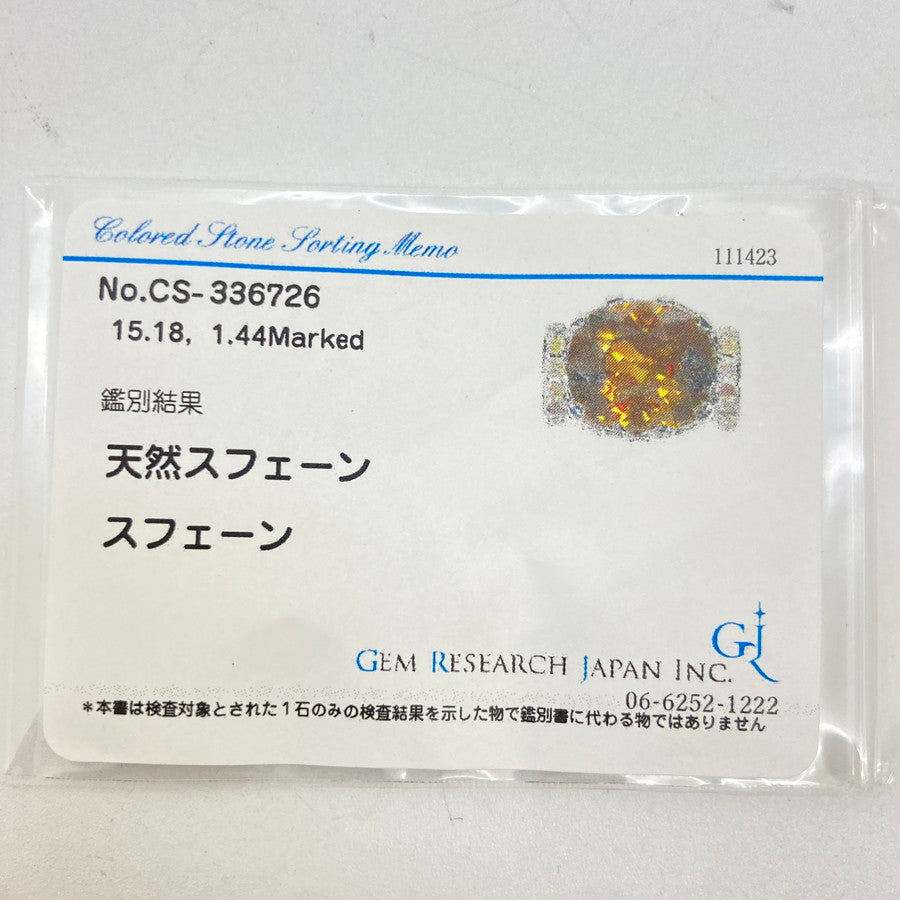 Colored Stone Sorting Memo
111423
No.CS-336726
15.18, 1.44Marked
鑑別結果
天然スフェーン
スフェーン
GJR
GEM RESEARCH JAPAN INC.
06-6252-1222
*本書は検査対象とされた1石のみの検査結果を示した物で鑑別書に代わる物ではありません